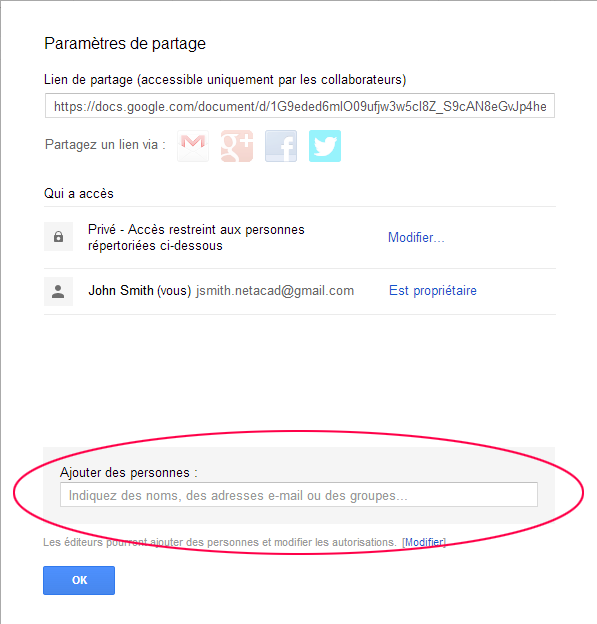 Paramètres de partage
Lien de partage (accessible uniquement par les collaborateurs)
https://docs.google.com/document/d/1G9eded6mlO09ufjw3w5cl8Z_S9cAN8eGvJp4he
Partagez un lien via :
Qui a accès
Privé - Accès restreint aux personnes
répertoriées ci-dessous
Modifier...
John Smith (vous) jsmith.netacad@gmail.com
Est propriétaire
Ajouter des personnes :
Indiquez des noms, des adresses e-mail ou des groupes...
Les éditeurs pourront ajouter des personnes et modifier les autorisations. [Modifier]
OK